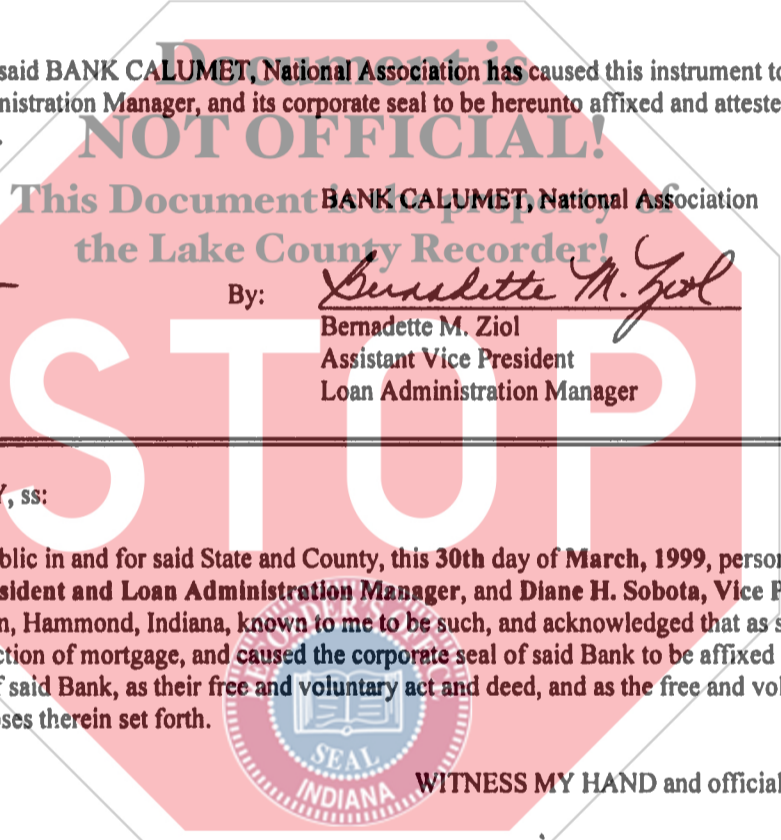 Document is
said BANK CALUMET, National Association has caused this instrument to
nistration Manager, and its corporate seal to be hereunto affixed and atteste
NOT OFFICIAL!
This Document is the property of
BANK CALUMET, National Association
the Lake County Recorder!
By: Bernadette M. Ziol
Bernadette M. Ziol
Assistant Vice President
Loan Administration Manager
STOP
Y, ss:
blic in and for said State and County, this 30th day of March, 1999, person
sident and Loan Administration Manager, and Diane H. Sobota, Vice P
n, Hammond, Indiana, known to me to be such, and acknowledged that as s
ction of mortgage, and caused the corporate seal of said Bank to be affixed
f said Bank, as their free and voluntary act and deed, and as the free and vol
oses therein set forth.
RECORDER'S OFFICE
SEAL
INDIANA
WITNESS MY HAND and official